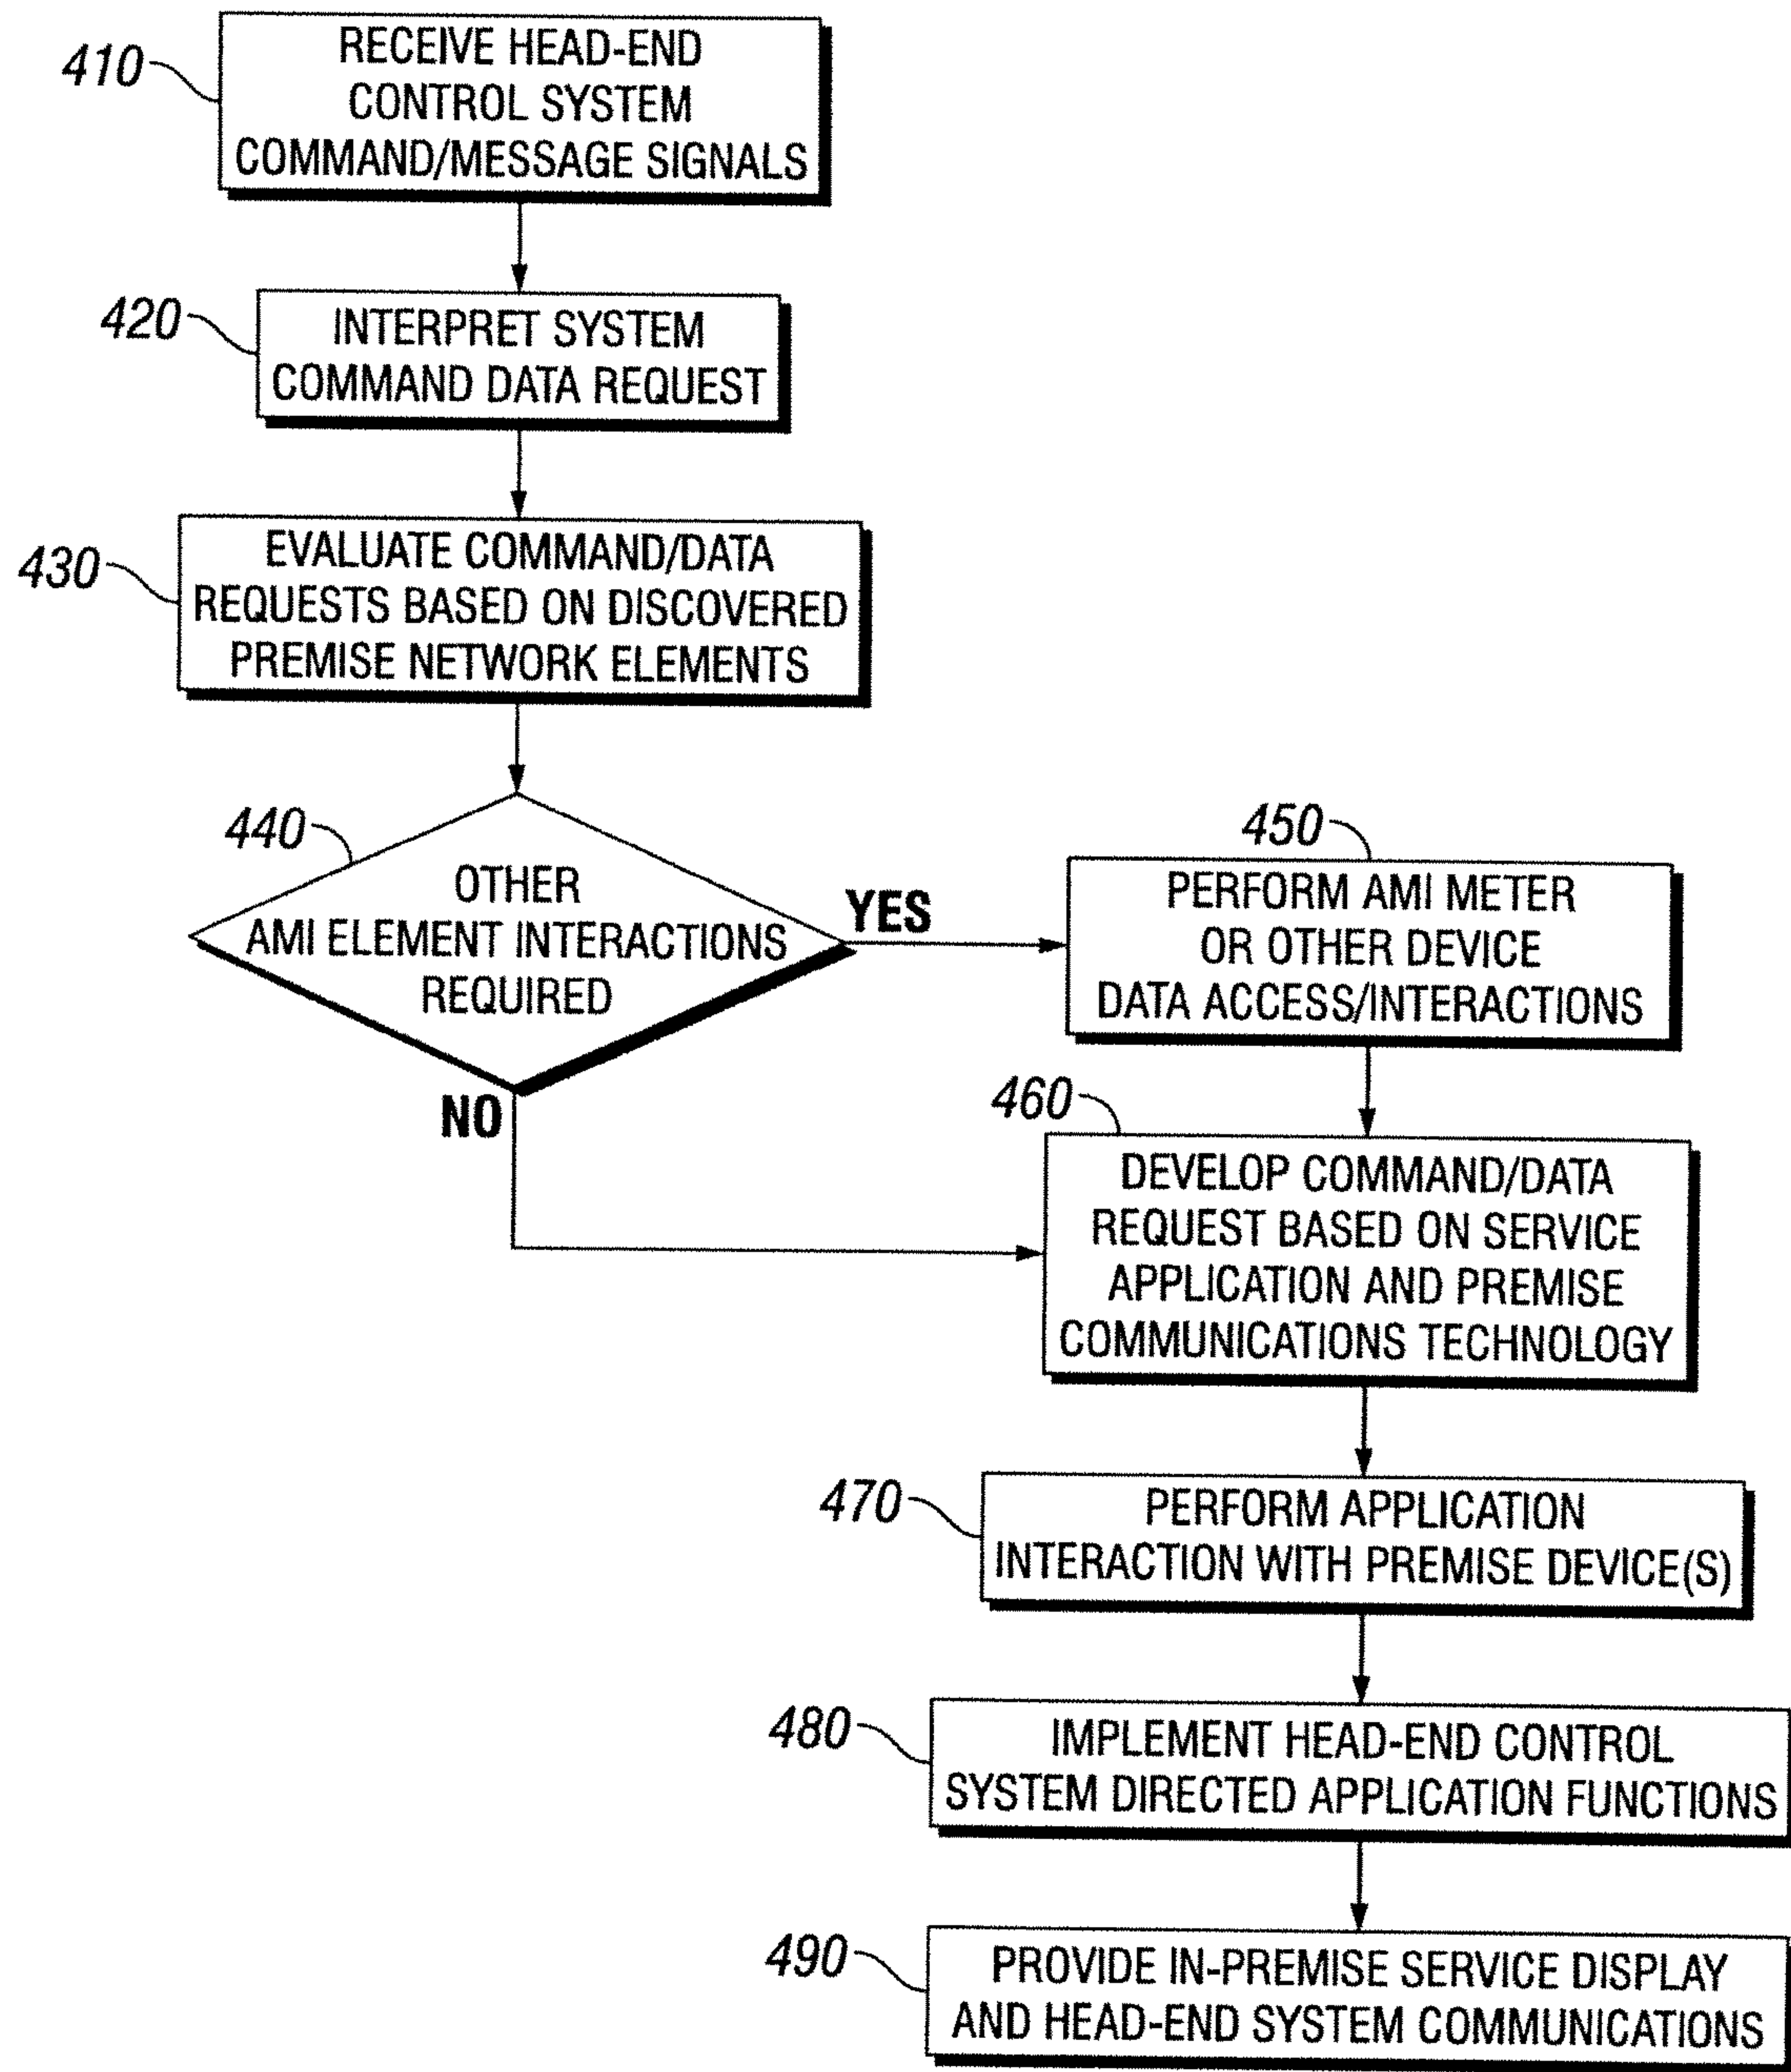 410
RECEIVE HEAD-END
CONTROL SYSTEM
COMMAND/MESSAGE SIGNALS
420
INTERPRET SYSTEM
COMMAND DATA REQUEST
430
EVALUATE COMMAND/DATA
REQUESTS BASED ON DISCOVERED
PREMISE NETWORK ELEMENTS
440
OTHER
AMI ELEMENT INTERACTIONS
REQUIRED
YES
NO
450
PERFORM AMI METER
OR OTHER DEVICE
DATA ACCESS/INTERACTIONS
460
DEVELOP COMMAND/DATA
REQUEST BASED ON SERVICE
APPLICATION AND PREMISE
COMMUNICATIONS TECHNOLOGY
470
PERFORM APPLICATION
INTERACTION WITH PREMISE DEVICE(S)
480
IMPLEMENT HEAD-END CONTROL
SYSTEM DIRECTED APPLICATION FUNCTIONS
490
PROVIDE IN-PREMISE SERVICE DISPLAY
AND HEAD-END SYSTEM COMMUNICATIONS